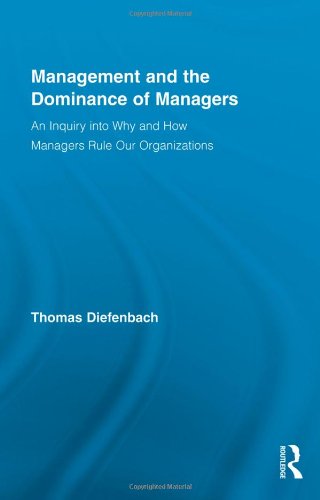 Management and the
Dominance of Managers
An Inquiry into Why and How
Managers Rule Our Organizations
Thomas Diefenbach
ROUTLEDGE